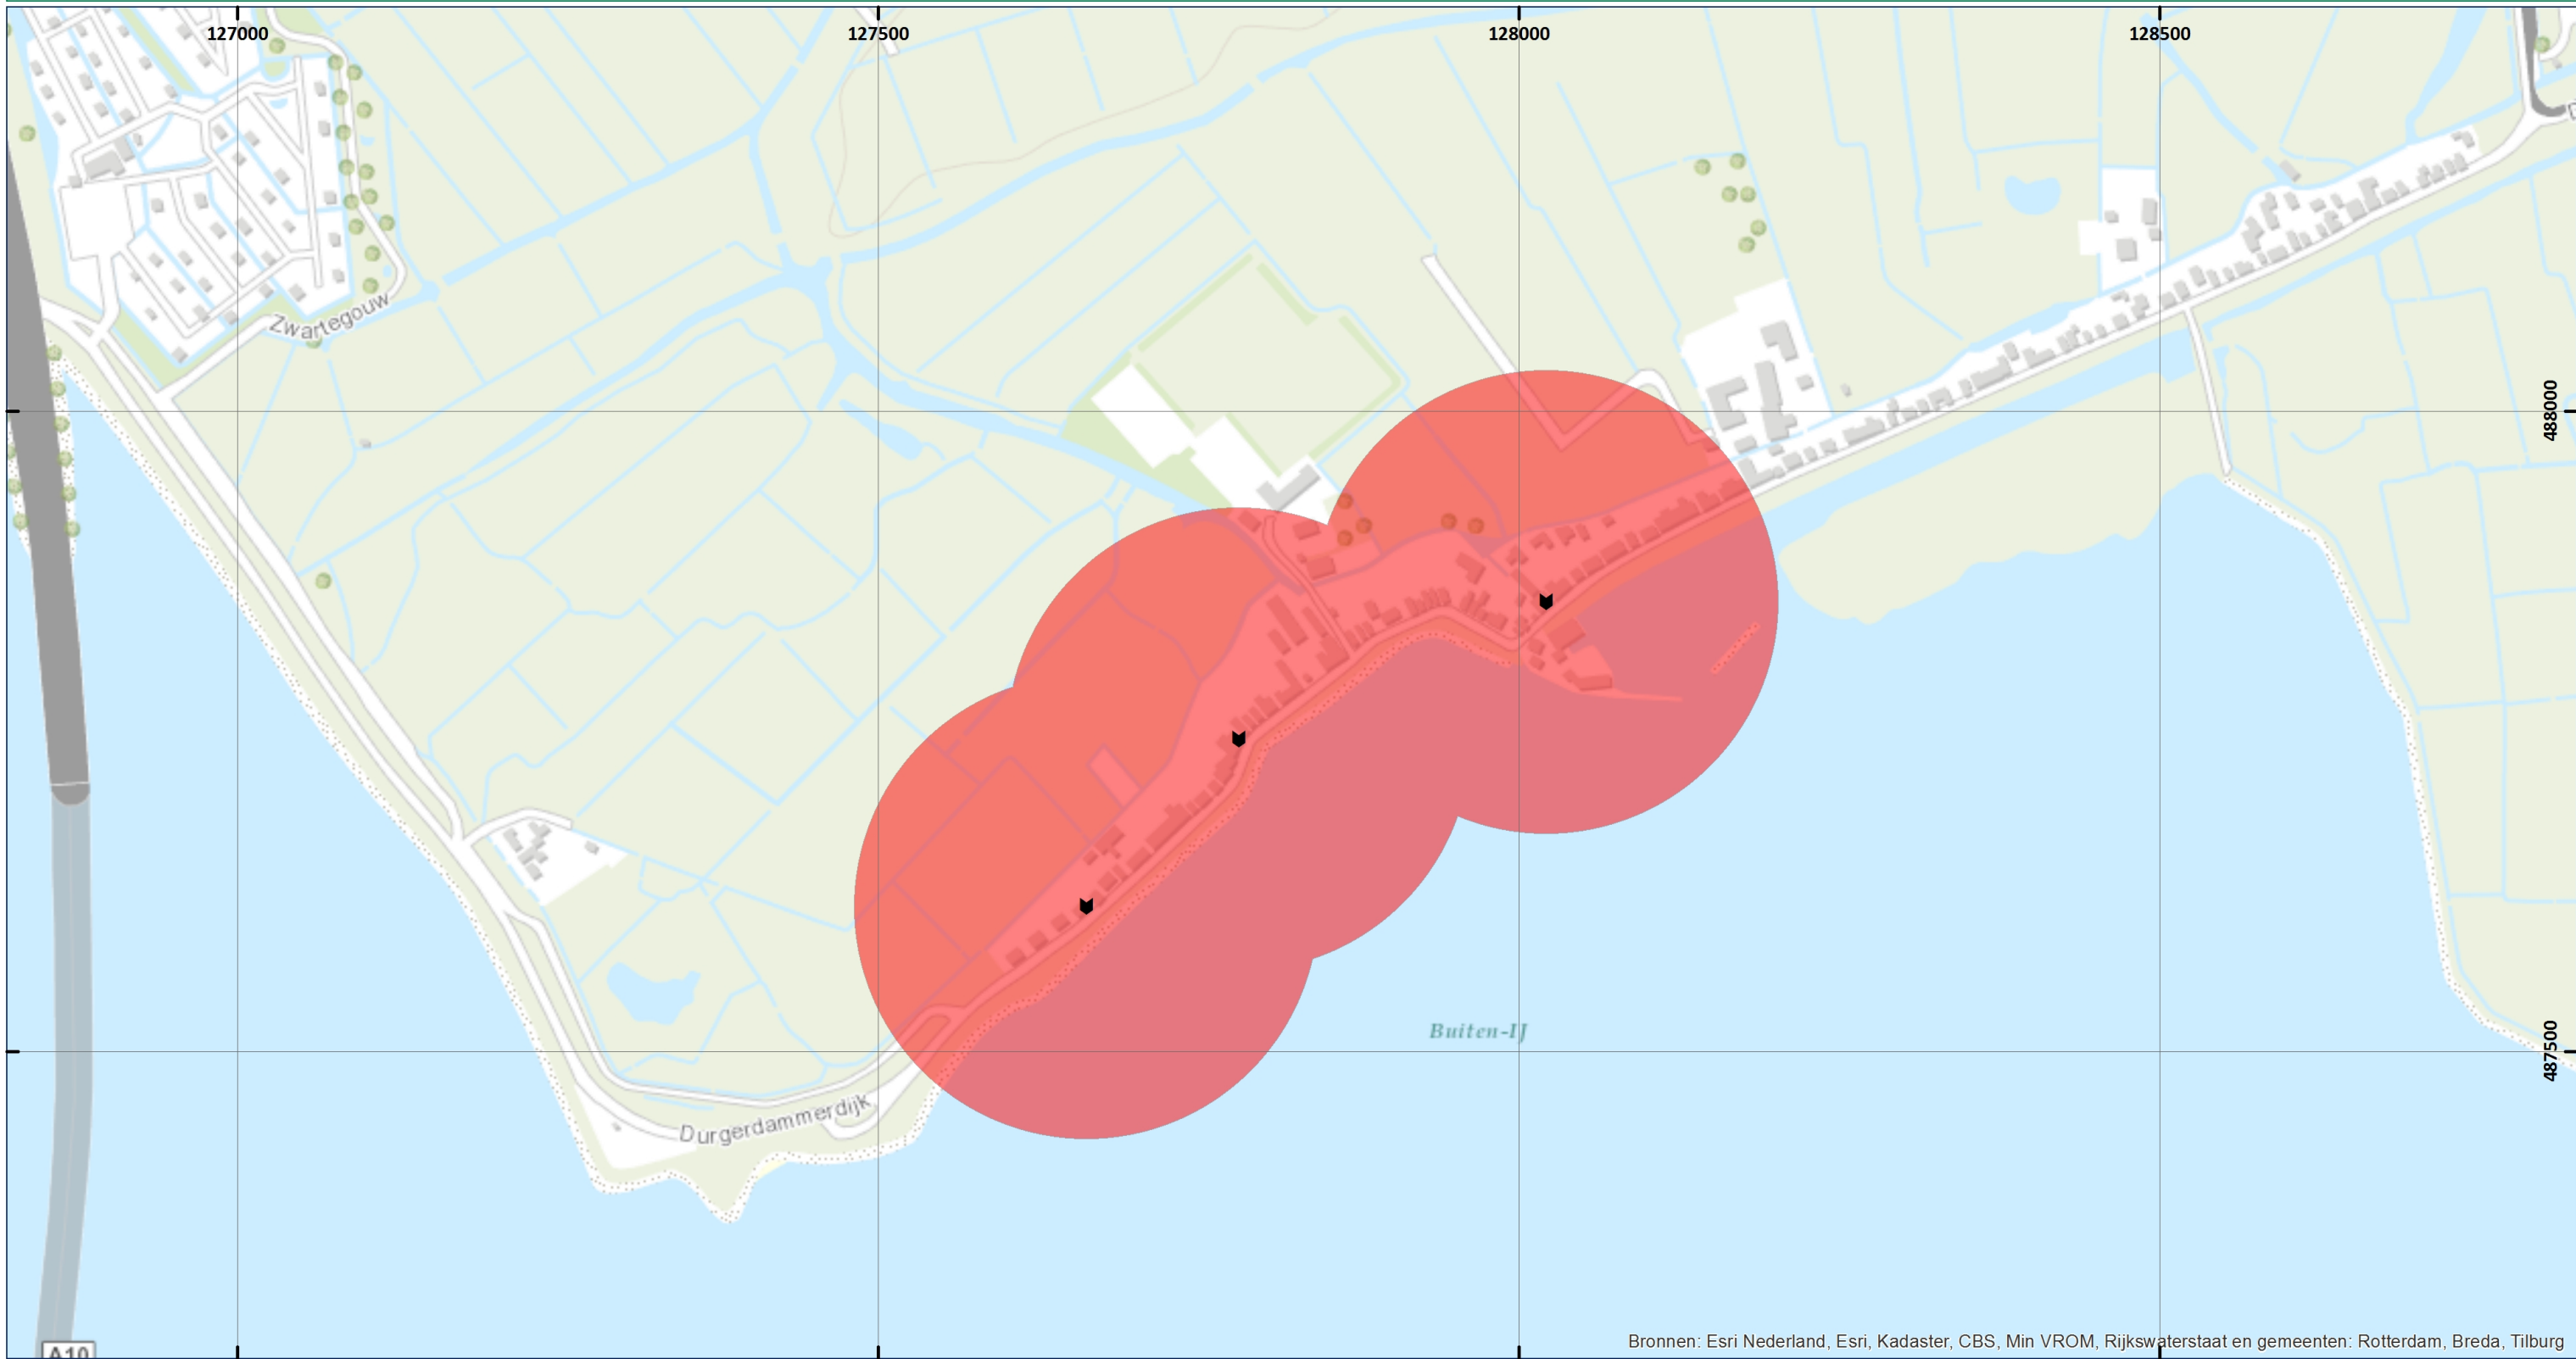 127000
127500
128000
128500
Zwartegouw
488000
Buiten-IJ
487500
Durgerdammerdijk
Bronnen: Esri Nederland, Esri, Kadaster, CBS, Min VROM, Rijkswaterstaat en gemeenten: Rotterdam, Breda, Tilburg
A10